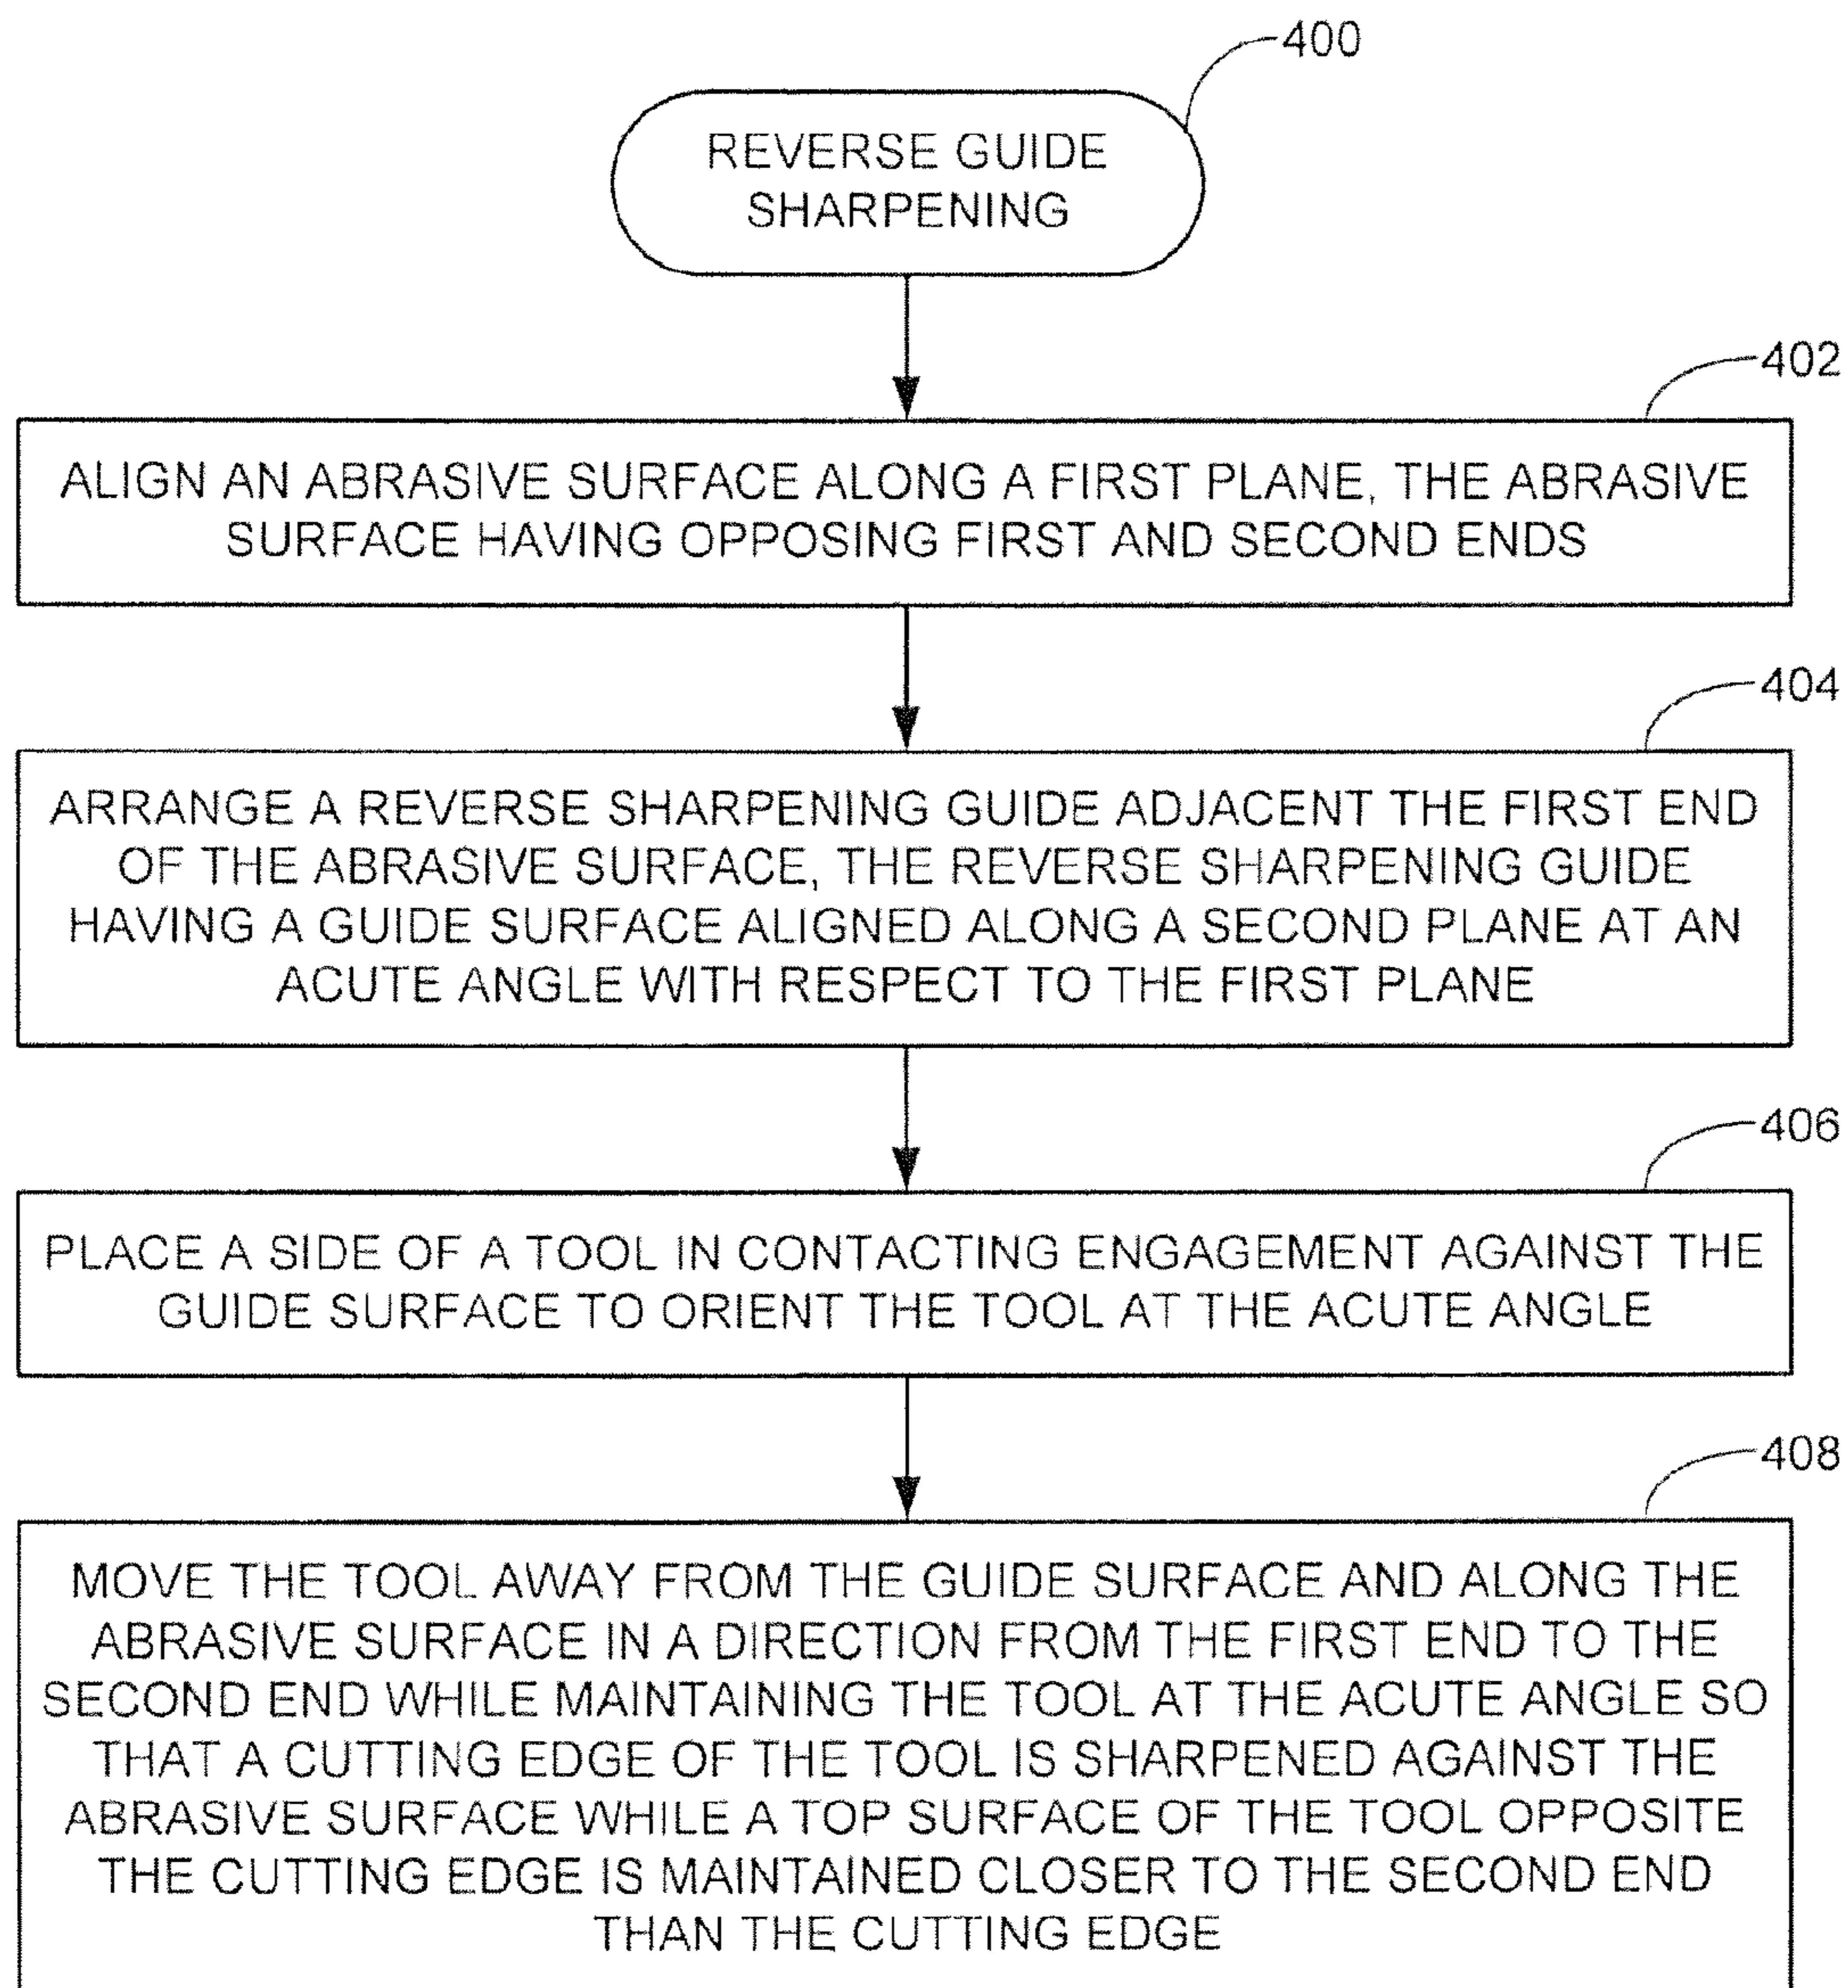 400
REVERSE GUIDE
SHARPENING
402
ALIGN AN ABRASIVE SURFACE ALONG A FIRST PLANE, THE ABRASIVE
SURFACE HAVING OPPOSING FIRST AND SECOND ENDS
404
ARRANGE A REVERSE SHARPENING GUIDE ADJACENT THE FIRST END
OF THE ABRASIVE SURFACE, THE REVERSE SHARPENING GUIDE
HAVING A GUIDE SURFACE ALIGNED ALONG A SECOND PLANE AT AN
ACUTE ANGLE WITH RESPECT TO THE FIRST PLANE
406
PLACE A SIDE OF A TOOL IN CONTACTING ENGAGEMENT AGAINST THE
GUIDE SURFACE TO ORIENT THE TOOL AT THE ACUTE ANGLE
408
MOVE THE TOOL AWAY FROM THE GUIDE SURFACE AND ALONG THE
ABRASIVE SURFACE IN A DIRECTION FROM THE FIRST END TO THE
SECOND END WHILE MAINTAINING THE TOOL AT THE ACUTE ANGLE SO
THAT A CUTTING EDGE OF THE TOOL IS SHARPENED AGAINST THE
ABRASIVE SURFACE WHILE A TOP SURFACE OF THE TOOL OPPOSITE
THE CUTTING EDGE IS MAINTAINED CLOSER TO THE SECOND END
THAN THE CUTTING EDGE